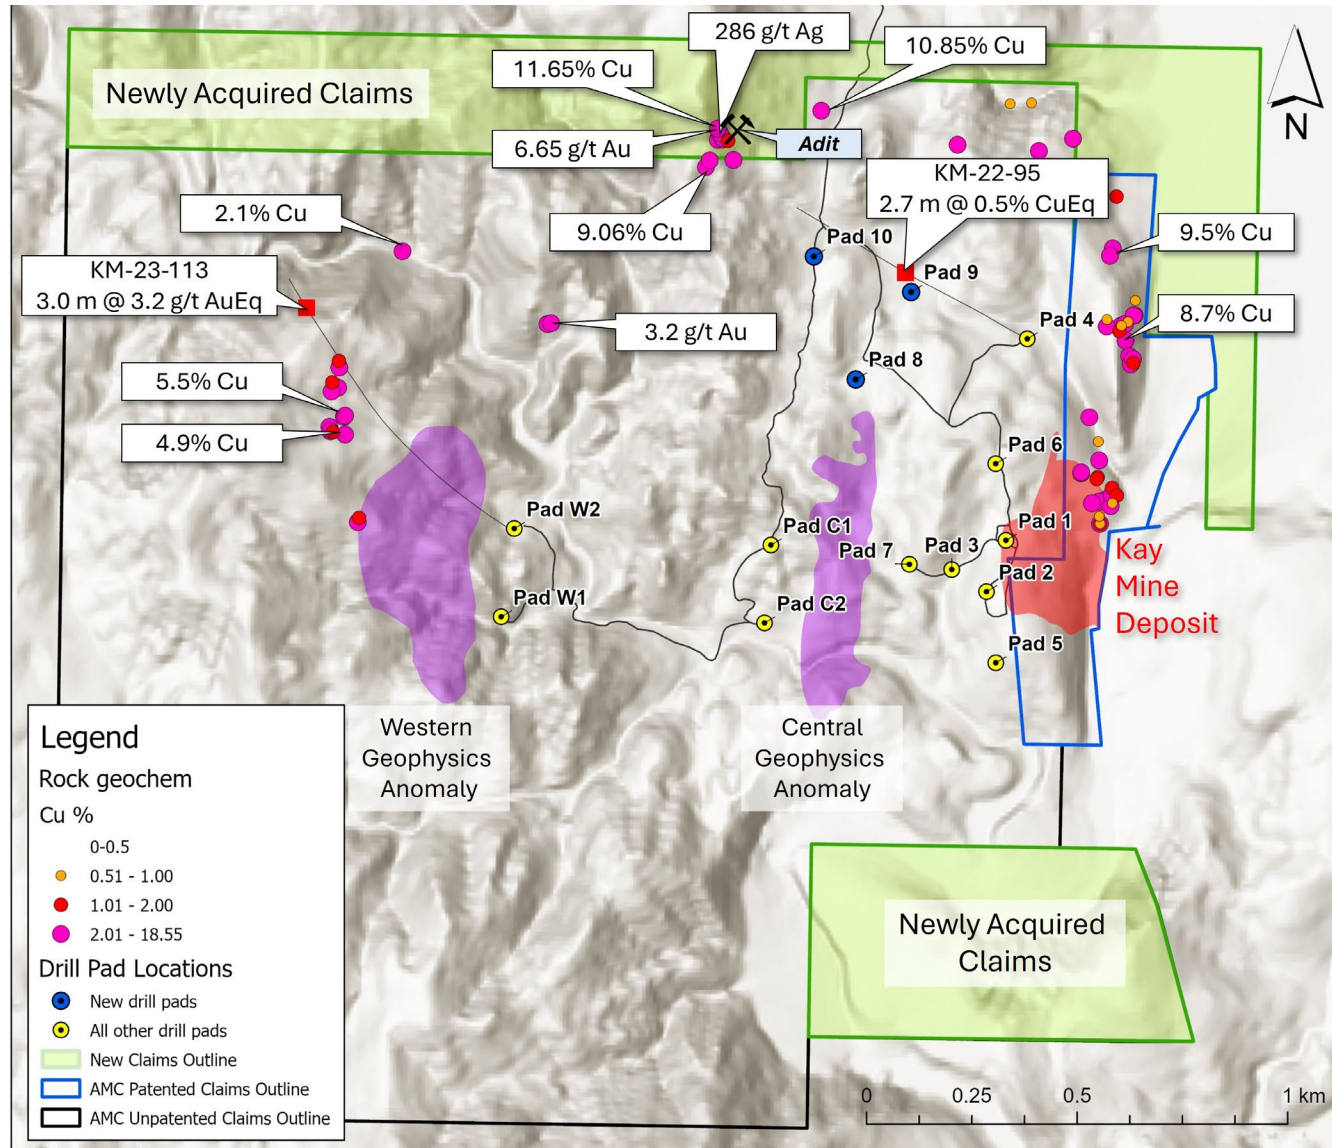 286 g/t Ag
10.85% Cu
11.65% Cu
Newly Acquired Claims
N
6.65 g/t Au
Adit
KM-22-95
2.7 m @ 0.5% CuEq
2.1% Cu
9.06% Cu
9.5% Cu
Pad 10
KM-23-113
3.0 m @ 3.2 g/t AuEq
Pad 9
8.7% Cu
3.2 g/t Au
Pad 4
Pad 8
5.5% Cu
4.9% Cu
Pad 6
Pad W2
Pad C1
Pad 1
Pad 7
Pad 3
Kay
Mine
Deposit
Pad 2
Pad W1
Pad C2
Pad 5
Western
Geophysics
Anomaly
Central
Geophysics
Anomaly
Legend
Rock geochem
Cu %
0-0.5
0.51 - 1.00
1.01 - 2.00
2.01 - 18.55
Drill Pad Locations
New drill pads
All other drill pads
New Claims Outline
AMC Patented Claims Outline
AMC Unpatented Claims Outline
Newly Acquired
Claims
0 0.25 0.5 1 km